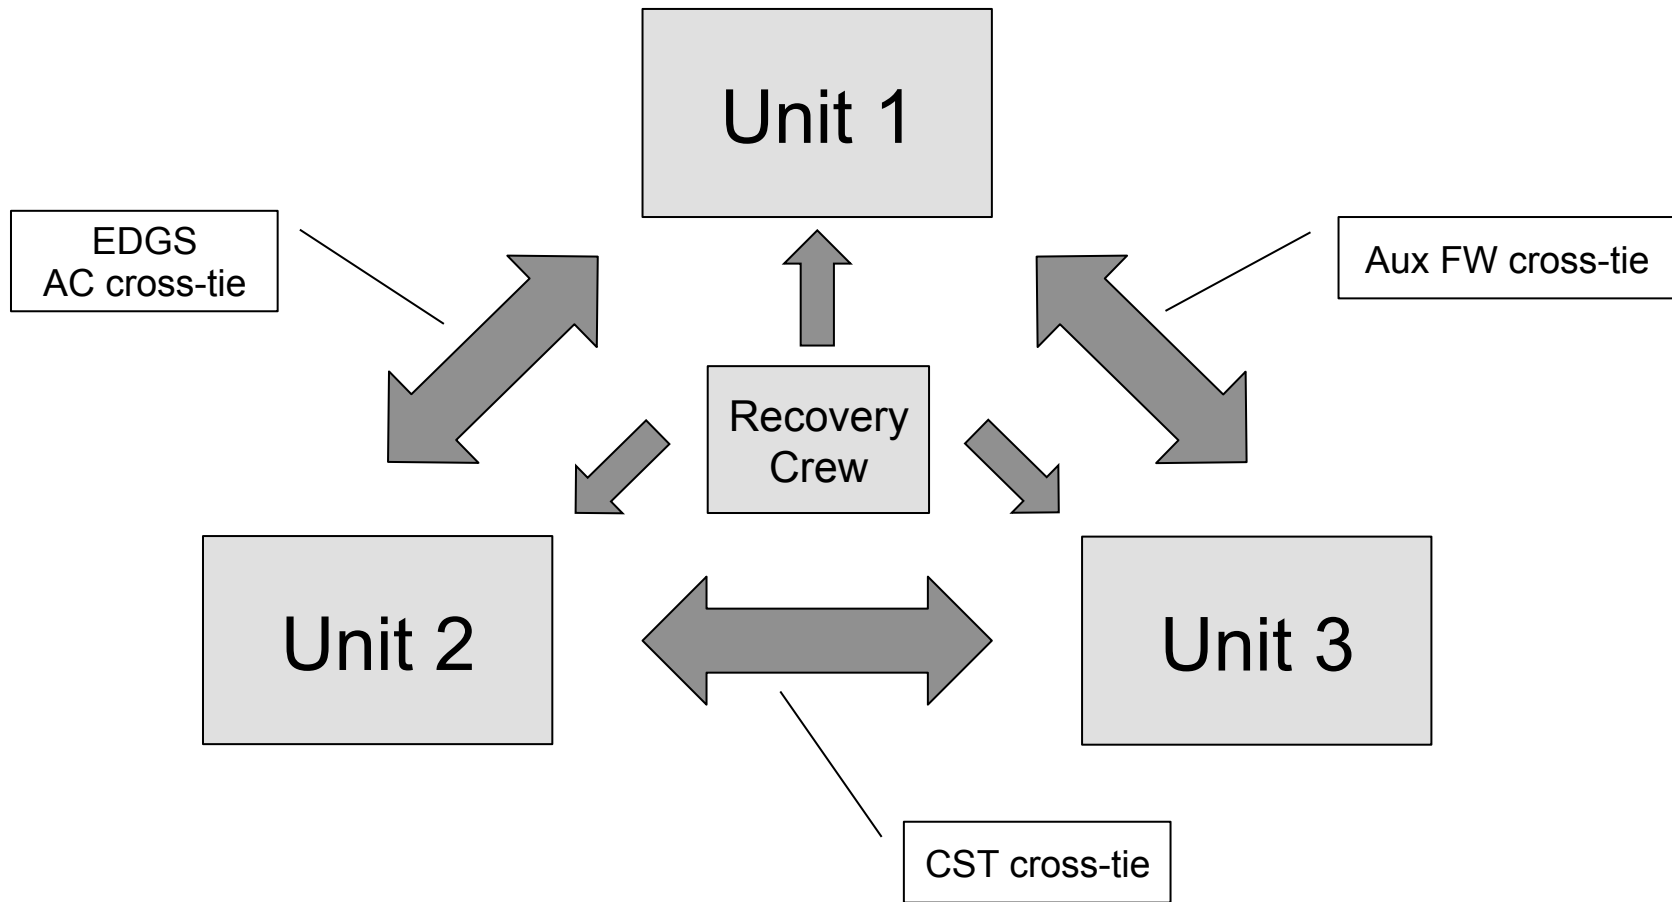 Unit 1
EDGS
AC cross-tie
Aux FW cross-tie
Recovery
Crew
Unit 2
Unit 3
CST cross-tie